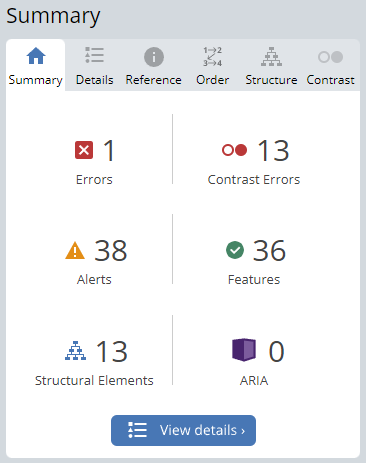 Summary
Summary Details Reference Order Structure Contrast
1 13
Errors Contrast Errors
38 36
Alerts Features
13 0
Structural Elements ARIA
View details ›